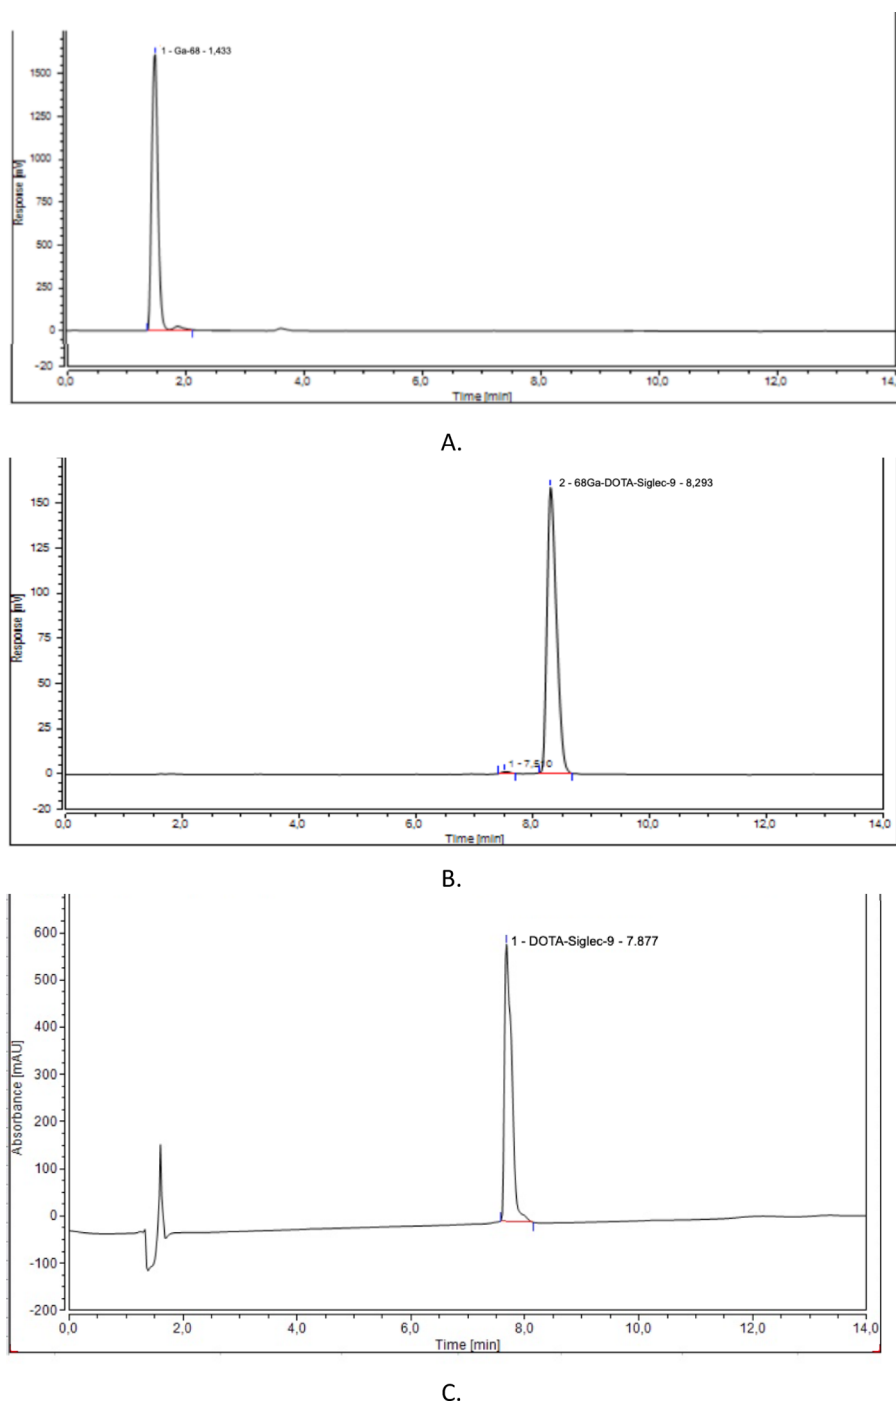 1 - Ga-68 - 1,433
1500
1250
1000
750
500
250
0
-20
Response [mV]
0,0 2,0 4,0 6,0 8,0 10,0 12,0 14,
Time [min]
A.
2 - 68Ga-DOTA-Siglec-9 - 8,293
150
125
100
75
50
25
1 - 7,510
0
-20
Response [mV]
0,0 2,0 4,0 6,0 8,0 10,0 12,0 14,0
Time [min]
B.
600
1 - DOTA-Siglec-9 - 7.877
500
400
300
200
100
0
-100
-200
Absorbance [mAU]
0,0 2,0 4,0 6,0 8,0 10,0 12,0 14,0
Time [min]
C.